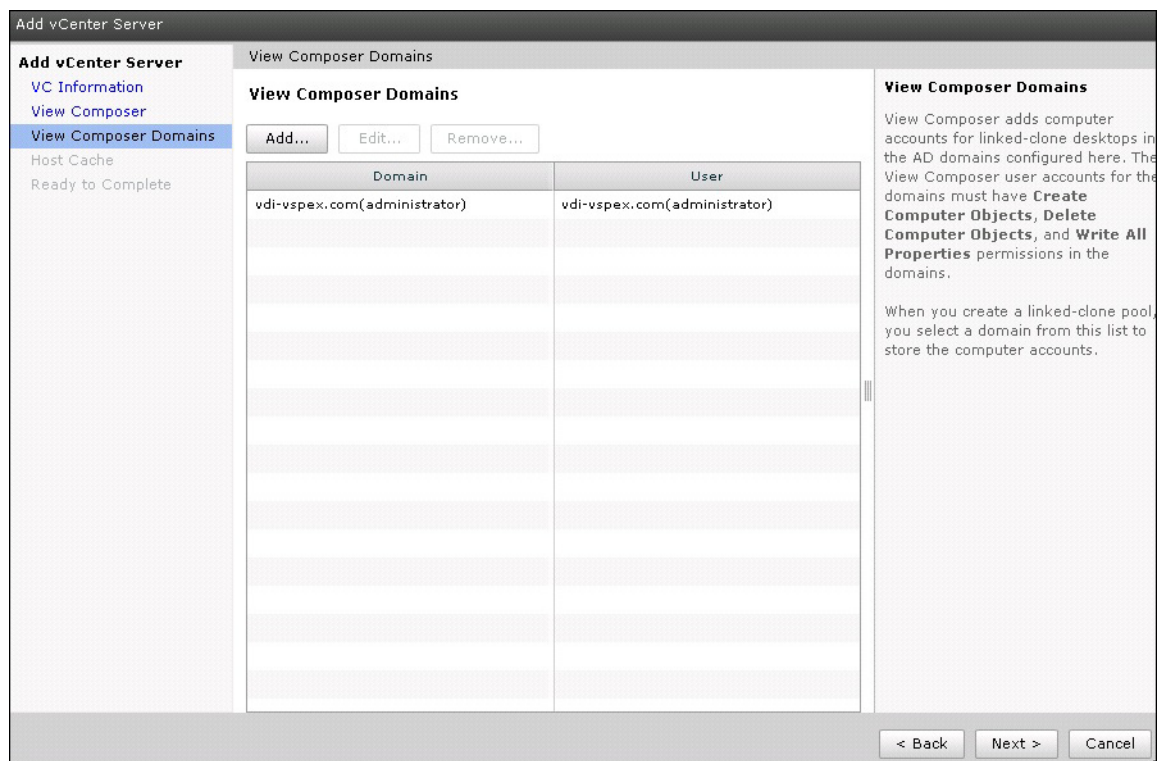 Add vCenter Server
Add vCenter Server
VC Information
View Composer
View Composer Domains
Host Cache
Ready to Complete
View Composer Domains
View Composer Domains
Add... Edit... Remove...
Domain User
vdi-vspex.com(administrator) vdi-vspex.com(administrator)
View Composer Domains
View Composer adds computer
accounts for linked-clone desktops in
the AD domains configured here. The
View Composer user accounts for the
domains must have Create
Computer Objects, Delete
Computer Objects, and Write All
Properties permissions in the
domains.
When you create a linked-clone pool,
you select a domain from this list to
store the computer accounts.
< Back Next > Cancel